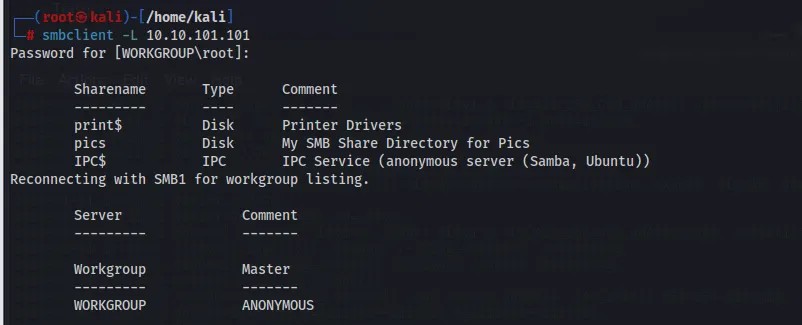 (root㉿kali)-[/home/kali]
# smbclient -L 10.10.101.101
Password for [WORKGROUP\root]:
Sharename Type Comment
--------- ---- -------
print$ Disk Printer Drivers
pics Disk My SMB Share Directory for Pics
IPC$ IPC IPC Service (anonymous server (Samba, Ubuntu))
Reconnecting with SMB1 for workgroup listing.
Server Comment
--------- -------
Workgroup Master
--------- -------
WORKGROUP ANONYMOUS